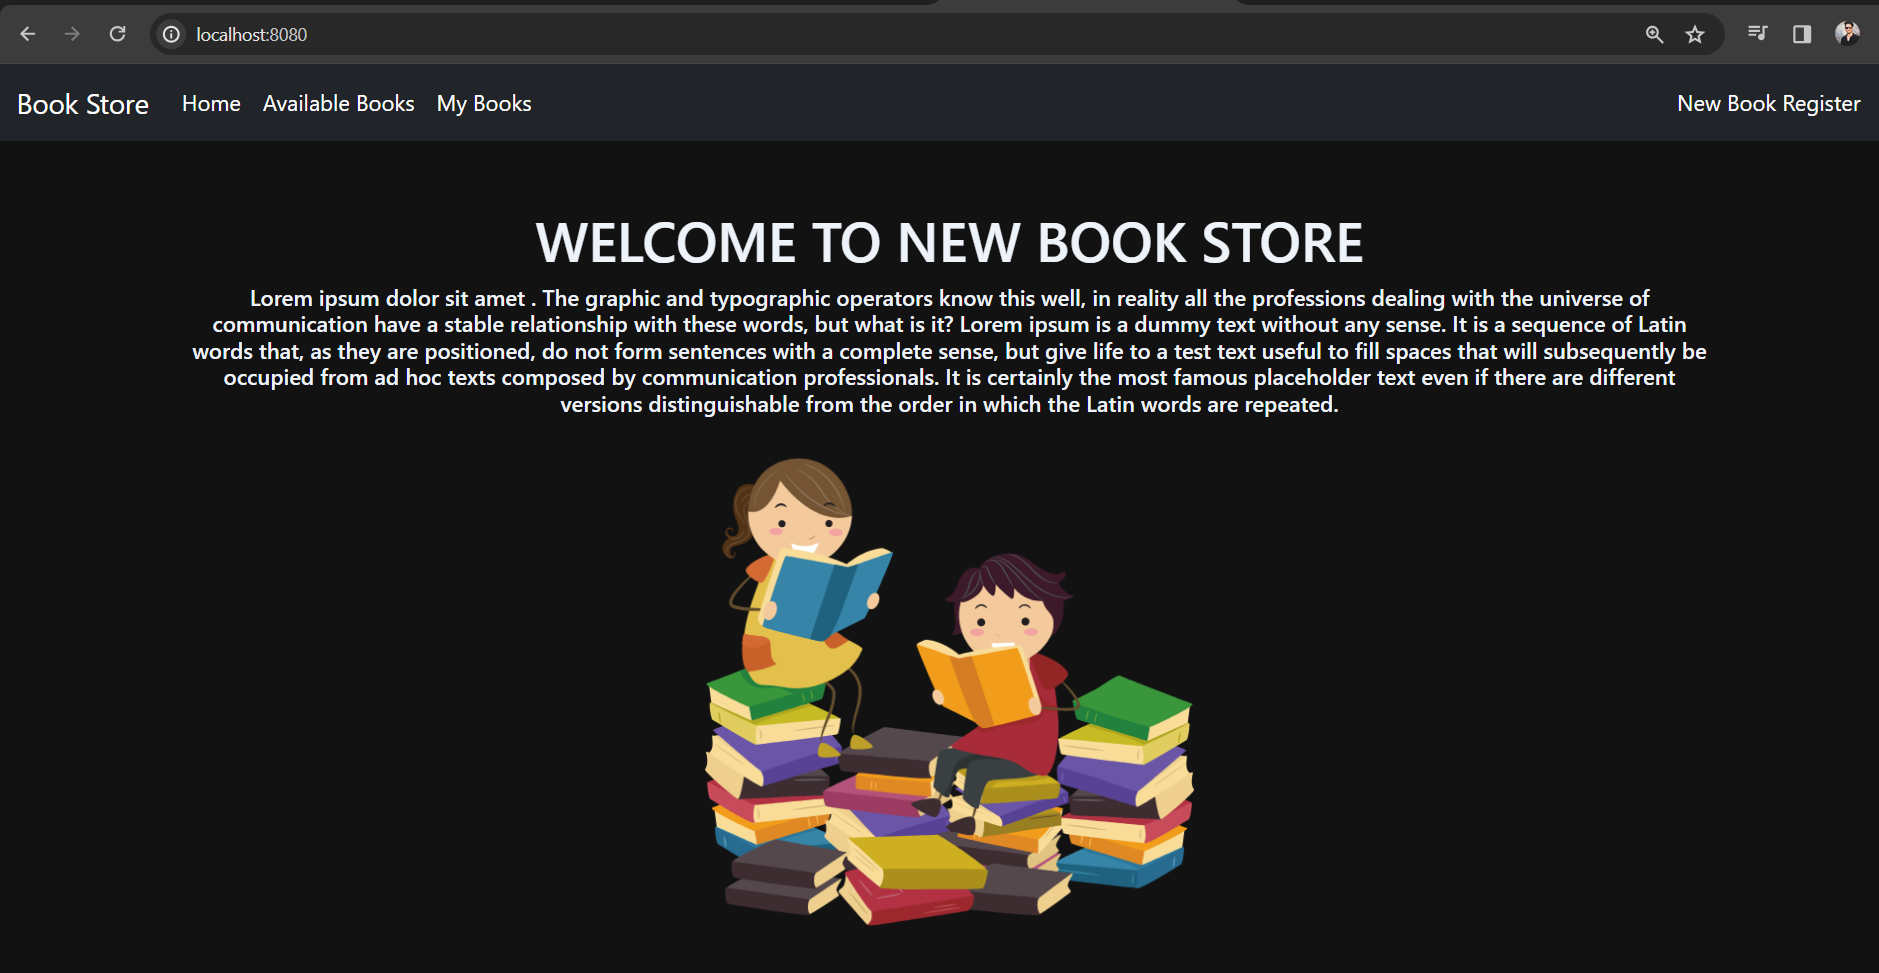 localhost:8080
Book Store Home Available Books My Books New Book Register
WELCOME TO NEW BOOK STORE
Lorem ipsum dolor sit amet . The graphic and typographic operators know this well, in reality all the professions dealing with the universe of
communication have a stable relationship with these words, but what is it? Lorem ipsum is a dummy text without any sense. It is a sequence of Latin
words that, as they are positioned, do not form sentences with a complete sense, but give life to a test text useful to fill spaces that will subsequently be
occupied from ad hoc texts composed by communication professionals. It is certainly the most famous placeholder text even if there are different
versions distinguishable from the order in which the Latin words are repeated.